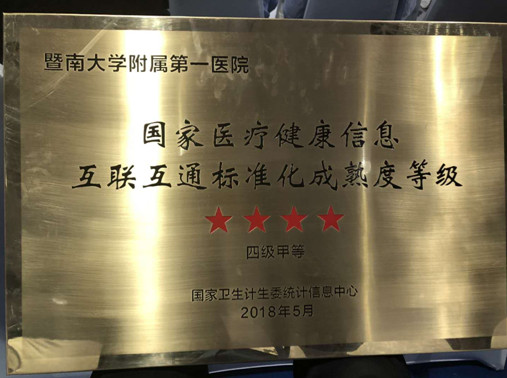 暨南大学附属第一医院
国家医疗健康信息
互联互通标准化成熟度等级
★★★★
四级甲等
国家卫生计生委统计信息中心
2018年5月